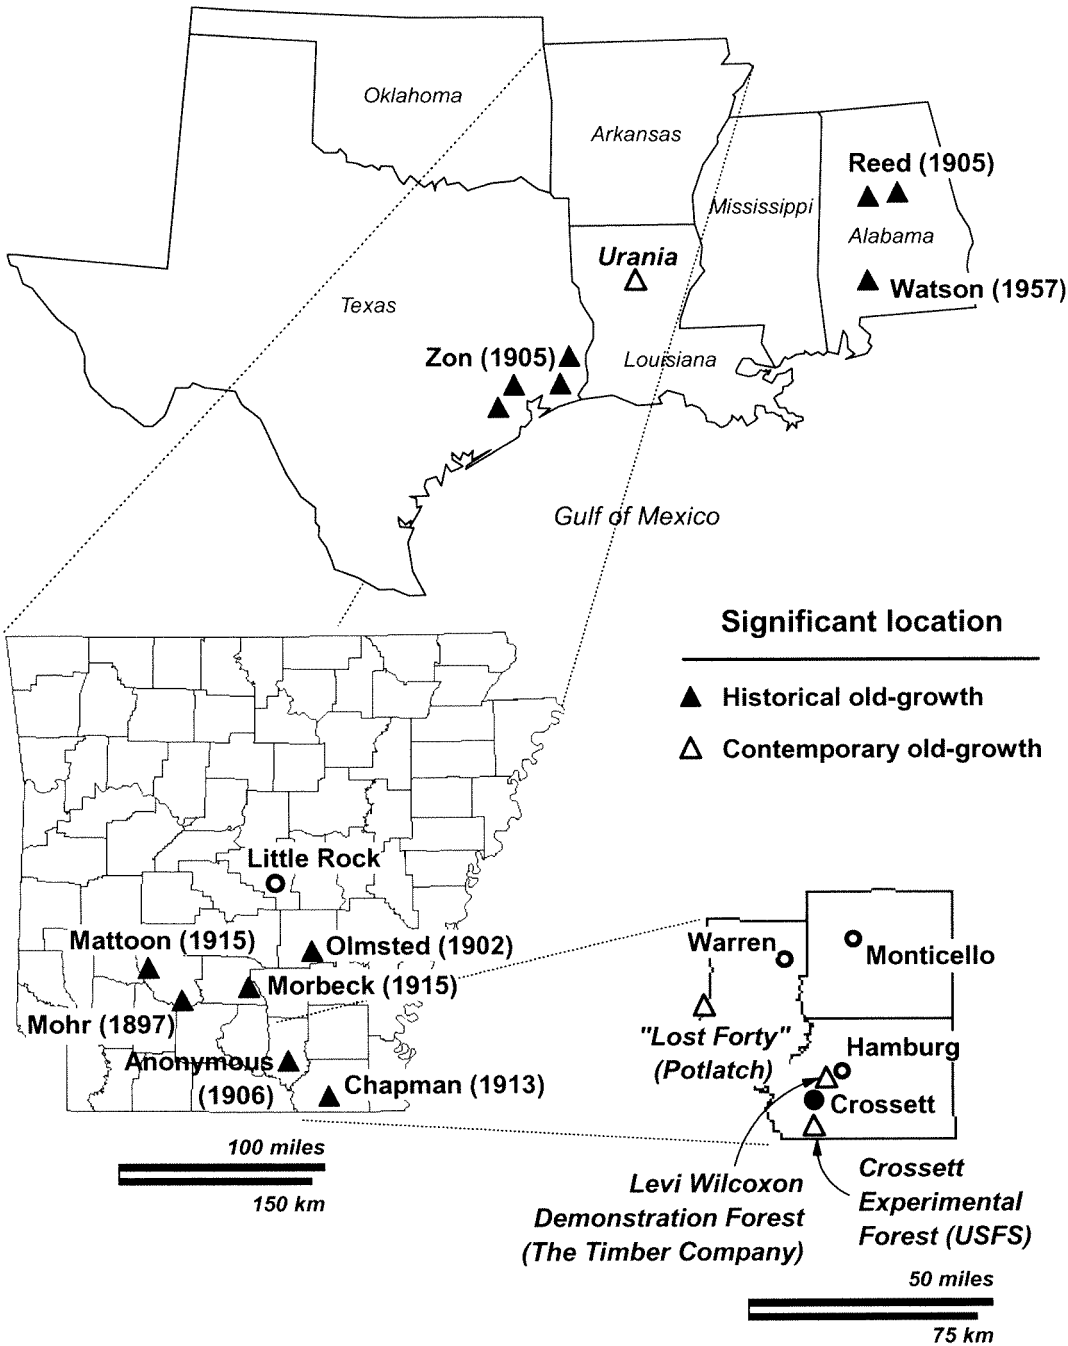 Oklahoma
Arkansas
Mississippi
Reed (1905)
Alabama
Urania
Watson (1957)
Texas
Zon (1905)
Louisiana
Gulf of Mexico
Significant location
Historical old-growth
Contemporary old-growth
Little Rock
Mattoon (1915)
Olmsted (1902)
Morbeck (1915)
Mohr (1897)
Anonymous
(1906)
Chapman (1913)
100 miles
150 km
Warren
Monticello
"Lost Forty"
(Potlatch)
Hamburg
Crossett
Levi Wilcoxon
Demonstration Forest
(The Timber Company)
Crossett
Experimental
Forest (USFS)
50 miles
75 km